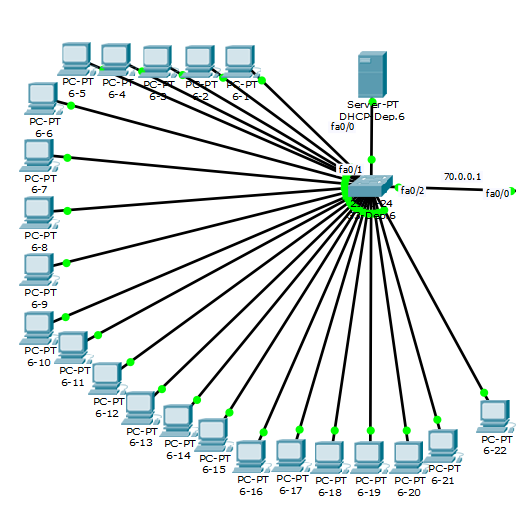 PC-PT
6-5
PC-PT
6-4
PC-PT
6-3
PC-PT
6-2
PC-PT
6-1
Server-PT
DHCP Dep.6
fa0/0
PC-PT
6-6
fa0/1
70.0.0.1
fa0/2
fa0/0
24
Dep.6
PC-PT
6-7
PC-PT
6-8
PC-PT
6-9
PC-PT
6-10
PC-PT
6-11
PC-PT
6-12
PC-PT
6-13
PC-PT
6-14
PC-PT
6-15
PC-PT
6-16
PC-PT
6-17
PC-PT
6-18
PC-PT
6-19
PC-PT
6-20
PC-PT
6-21
PC-PT
6-22